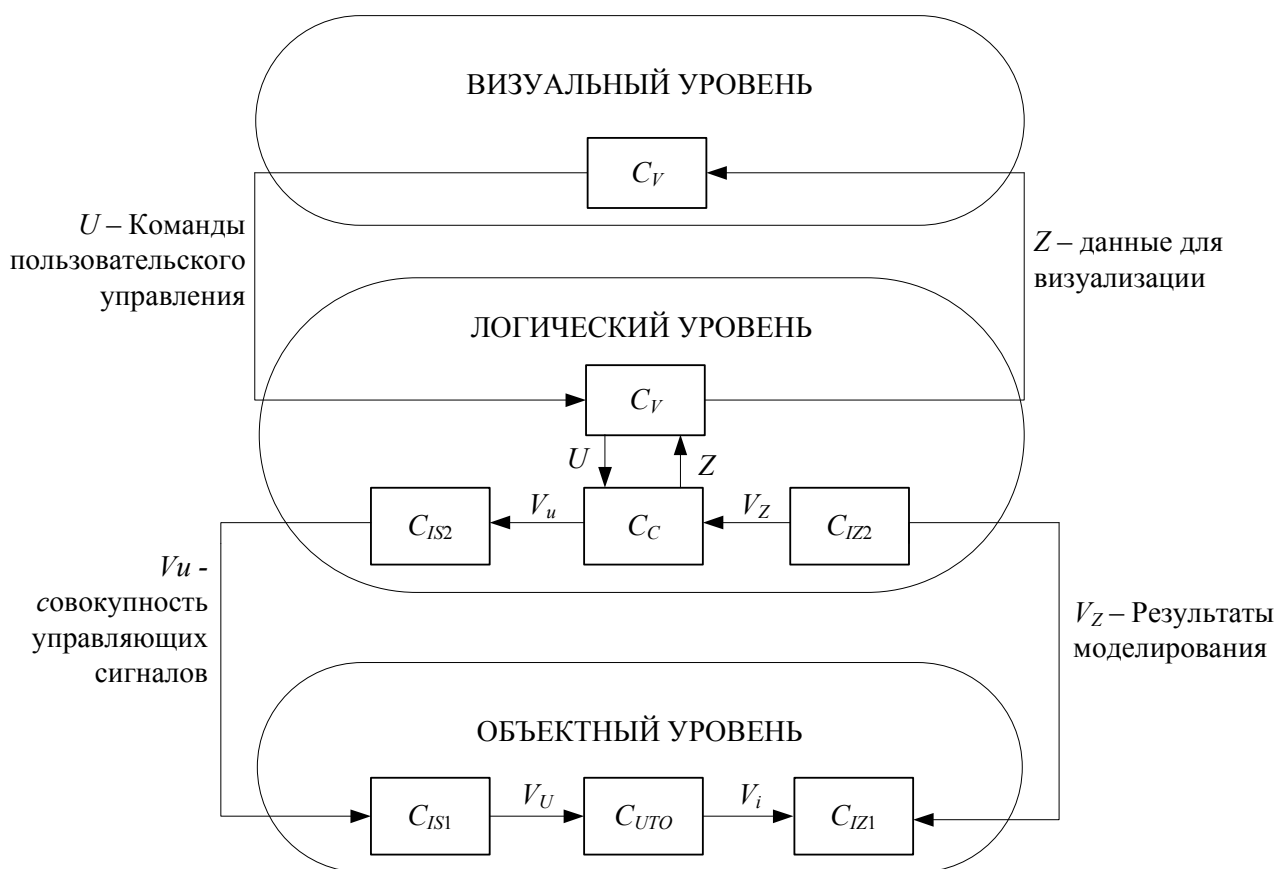 ВИЗУАЛЬНЫЙ УРОВЕНЬ
C_V
U – Команды
пользовательского
управления
Z – данные для
визуализации
ЛОГИЧЕСКИЙ УРОВЕНЬ
C_V
U
Z
C_IS2
V_u
C_C
V_Z
C_IZ2
Vu -
совокупность
управляющих
сигналов
V_Z – Результаты
моделирования
ОБЪЕКТНЫЙ УРОВЕНЬ
C_IS1
V_U
C_UTO
V_i
C_IZ1